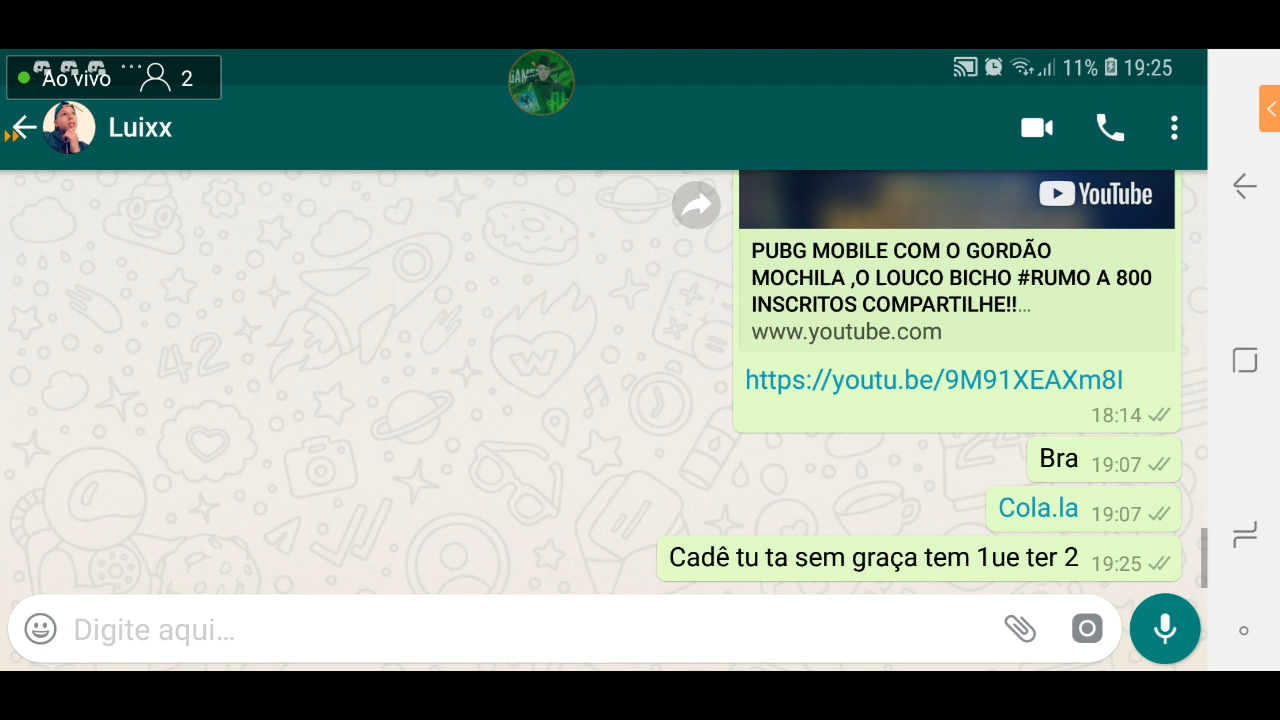 Ao vivo 2
11% 19:25
Luixx
YouTube
PUBG MOBILE COM O GORDÃO
MOCHILA ,O LOUCO BICHO #RUMO A 800
INSCRITOS COMPARTILHE!!...
www.youtube.com
https://youtu.be/9M91XEAXm8I
18:14
Bra 19:07
Cola.la 19:07
Cadê tu ta sem graça tem 1ue ter 2 19:25
Digite aqui...